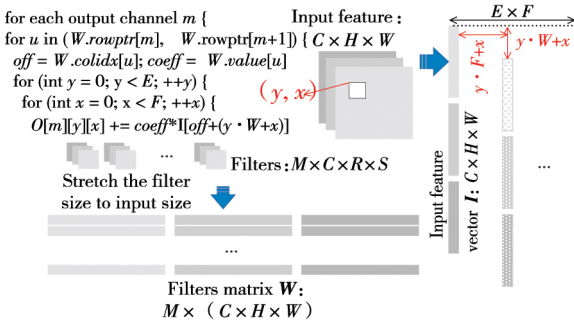 for each output channel m {
for u in (W.rowptr[m], W.rowptr[m+1]) {
off = W.colidx[u]; coeff = W.value[u]
for (int y = 0; y < E; ++y) {
for (int x = 0; x < F; ++x) {
O[m][y][x] += coeff*I[off+(y·W+x)]
Input feature:
C×H×W
(y, x)
...
Filters: M×C×R×S
Stretch the filter
size to input size
...
Filters matrix W:
M× (C×H×W)
E×F
y·F+x
y·W+x
Input feature
vector I: C×H×W
...